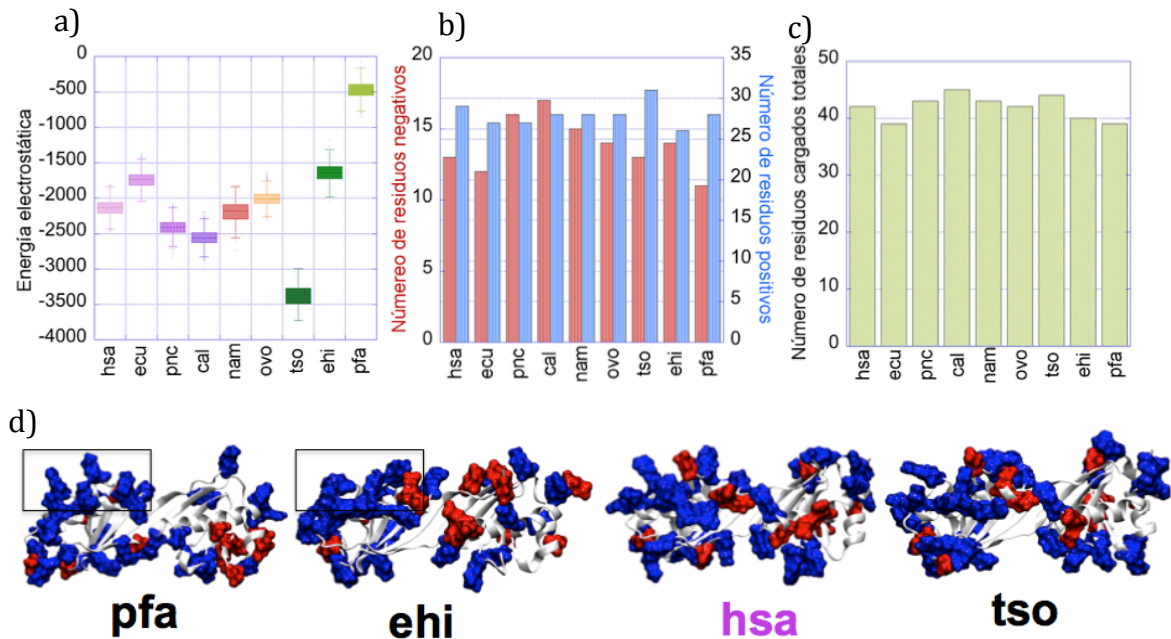 a)
b)
c)
Energía electrostática
0
-500
-1000
-1500
-2000
-2500
-3000
-3500
-4000
hsa
ecu
pnc
cal
nam
ovo
tso
ehi
pfa
Númereo de residuos negativos
20
15
10
5
0
Número de residuos positivos
35
30
25
20
15
10
5
0
hsa
ecu
pnc
cal
nam
ovo
tso
ehi
pfa
Número de residuos cargados totales
50
40
30
20
10
0
hsa
ecu
pnc
cal
nam
ovo
tso
ehi
pfa
d)
pfa
ehi
hsa
tso